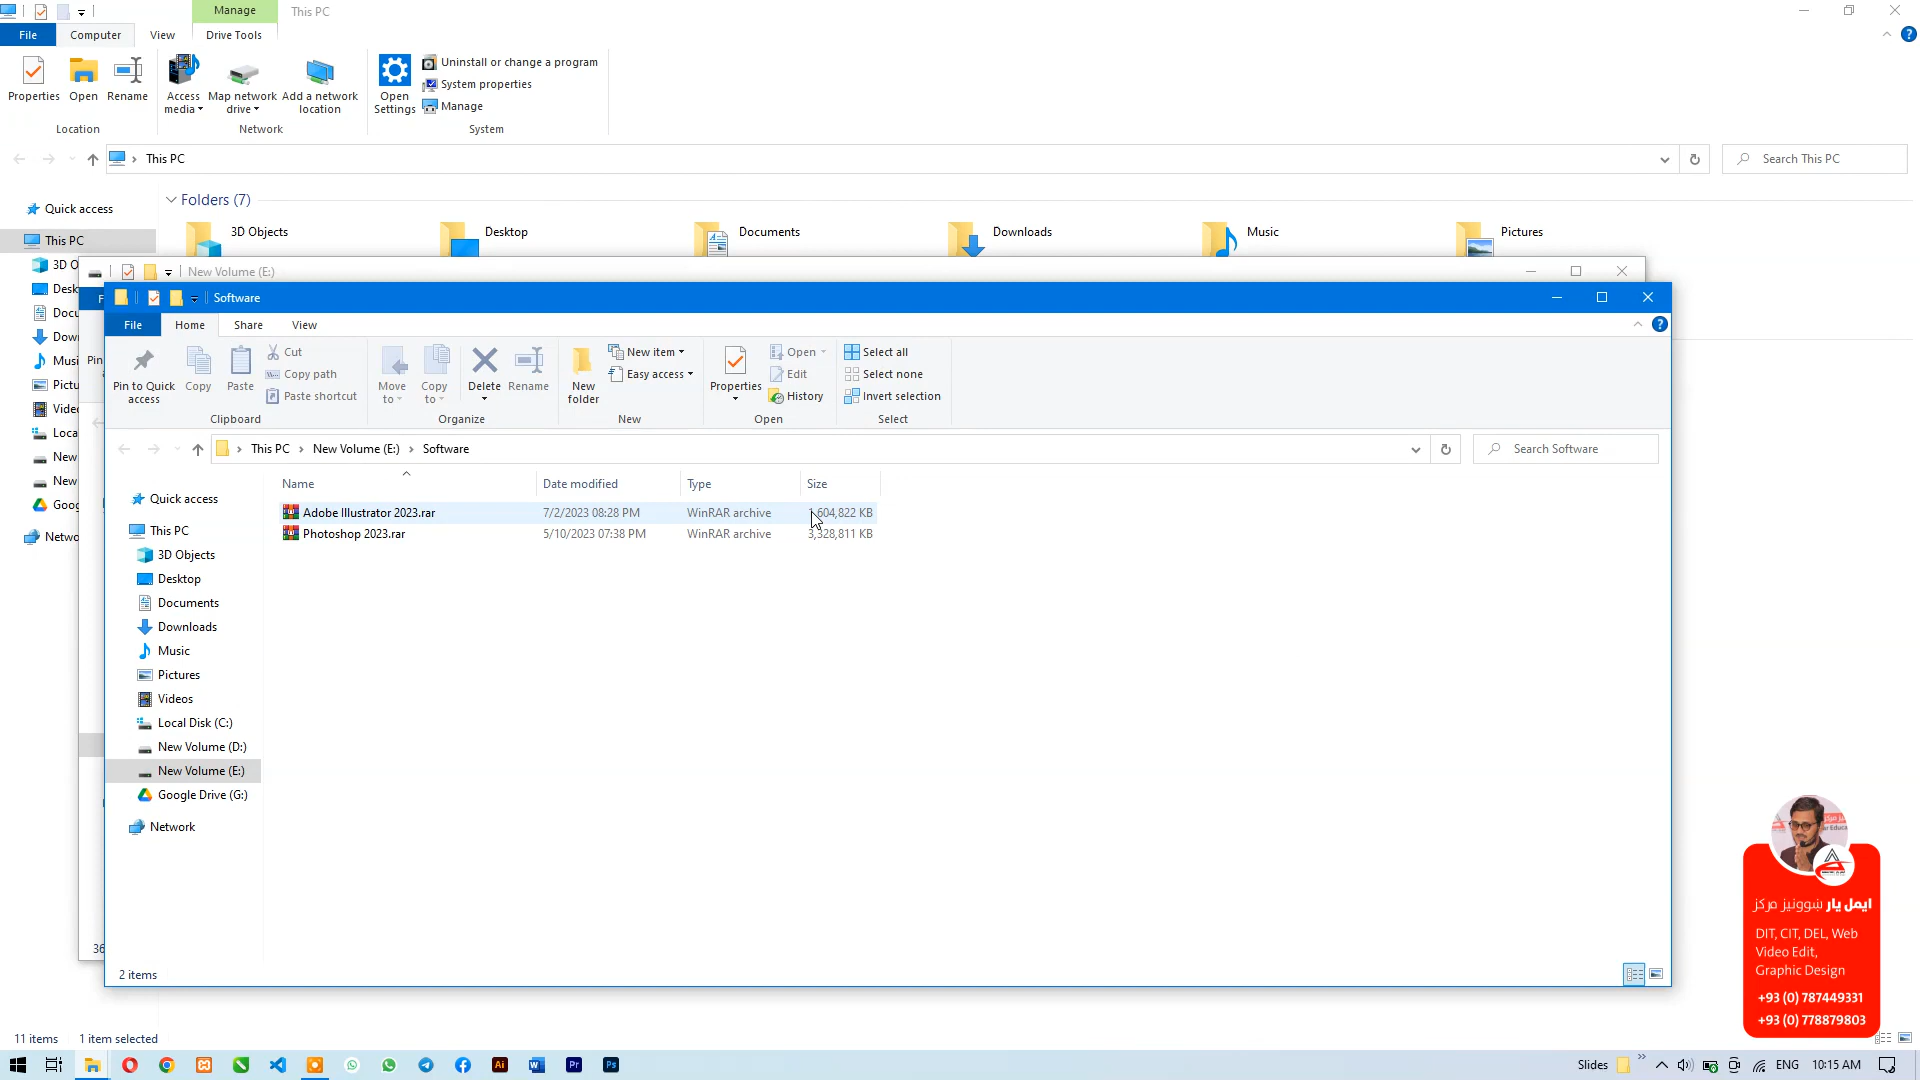 Manage
This PC
File
Computer
View
Drive Tools
Properties
Open
Rename
Access
media
Map network
drive
Add a network
location
Open
Settings
Uninstall or change a program
System properties
Manage
Location
Network
System
This PC
Search This PC
Quick access
This PC
Folders (7)
3D Objects
Desktop
Documents
Downloads
Music
Pictures
New Volume (E:)
Software
File
Home
Share
View
Pin to Quick
access
Copy
Paste
Cut
Copy path
Paste shortcut
Move
to
Copy
to
Delete
Rename
New
folder
New item
Easy access
Properties
Open
Edit
History
Select all
Select none
Invert selection
Clipboard
Organize
New
Open
Select
This PC
New Volume (E:)
Software
Search Software
Name
Date modified
Type
Size
Adobe Illustrator 2023.rar
7/2/2023 08:28 PM
WinRAR archive
604,822 KB
Photoshop 2023.rar
5/10/2023 07:38 PM
WinRAR archive
3,328,811 KB
Quick access
This PC
3D Objects
Desktop
Documents
Downloads
Music
Pictures
Videos
Local Disk (C:)
New Volume (D:)
New Volume (E:)
Google Drive (G:)
Network
2 items
ایمل یار ښوونیز مرکز
DIT, CIT, DEL, Web
Video Edit,
Graphic Design
+93 (0) 787449331
+93 (0) 778879803
11 items
1 item selected
Slides
ENG
10:15 AM